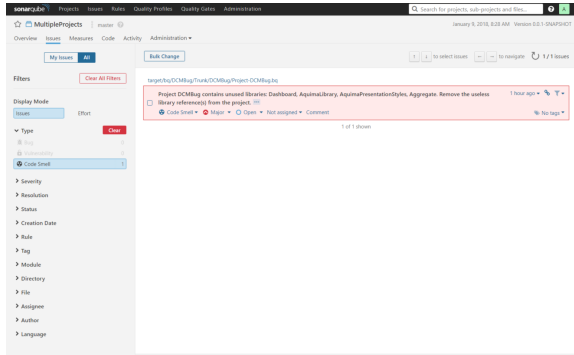 sonarqube Projects Issues Rules Quality Profiles Quality Gates Administration Search for projects, sub-projects and files... A
MultipleProjects master January 9, 2018, 8:28 AM Version 0.0.1-SNAPSHOT
Overview Issues Measures Code Activity Administration
My Issues All Bulk Change ↑ ↓ to select issues ← → to navigate 1 / 1 issues
Filters Clear All Filters
target/bq/DCMBug/Trunk/DCMBug/Project-DCMBug.bq
Project DCMBug contains unused libraries: Dashboard, AquimaLibrary, AquimaPresentationStyles, Aggregate. Remove the useless 1 hour ago
library reference(s) from the project.
Code Smell Major Open Not assigned Comment No tags
1 of 1 shown
Display Mode
Issues Effort
Type Clear
Bug 0
Vulnerability 0
Code Smell 1
Severity
Resolution
Status
Creation Date
Rule
Tag
Module
Directory
File
Assignee
Author
Language